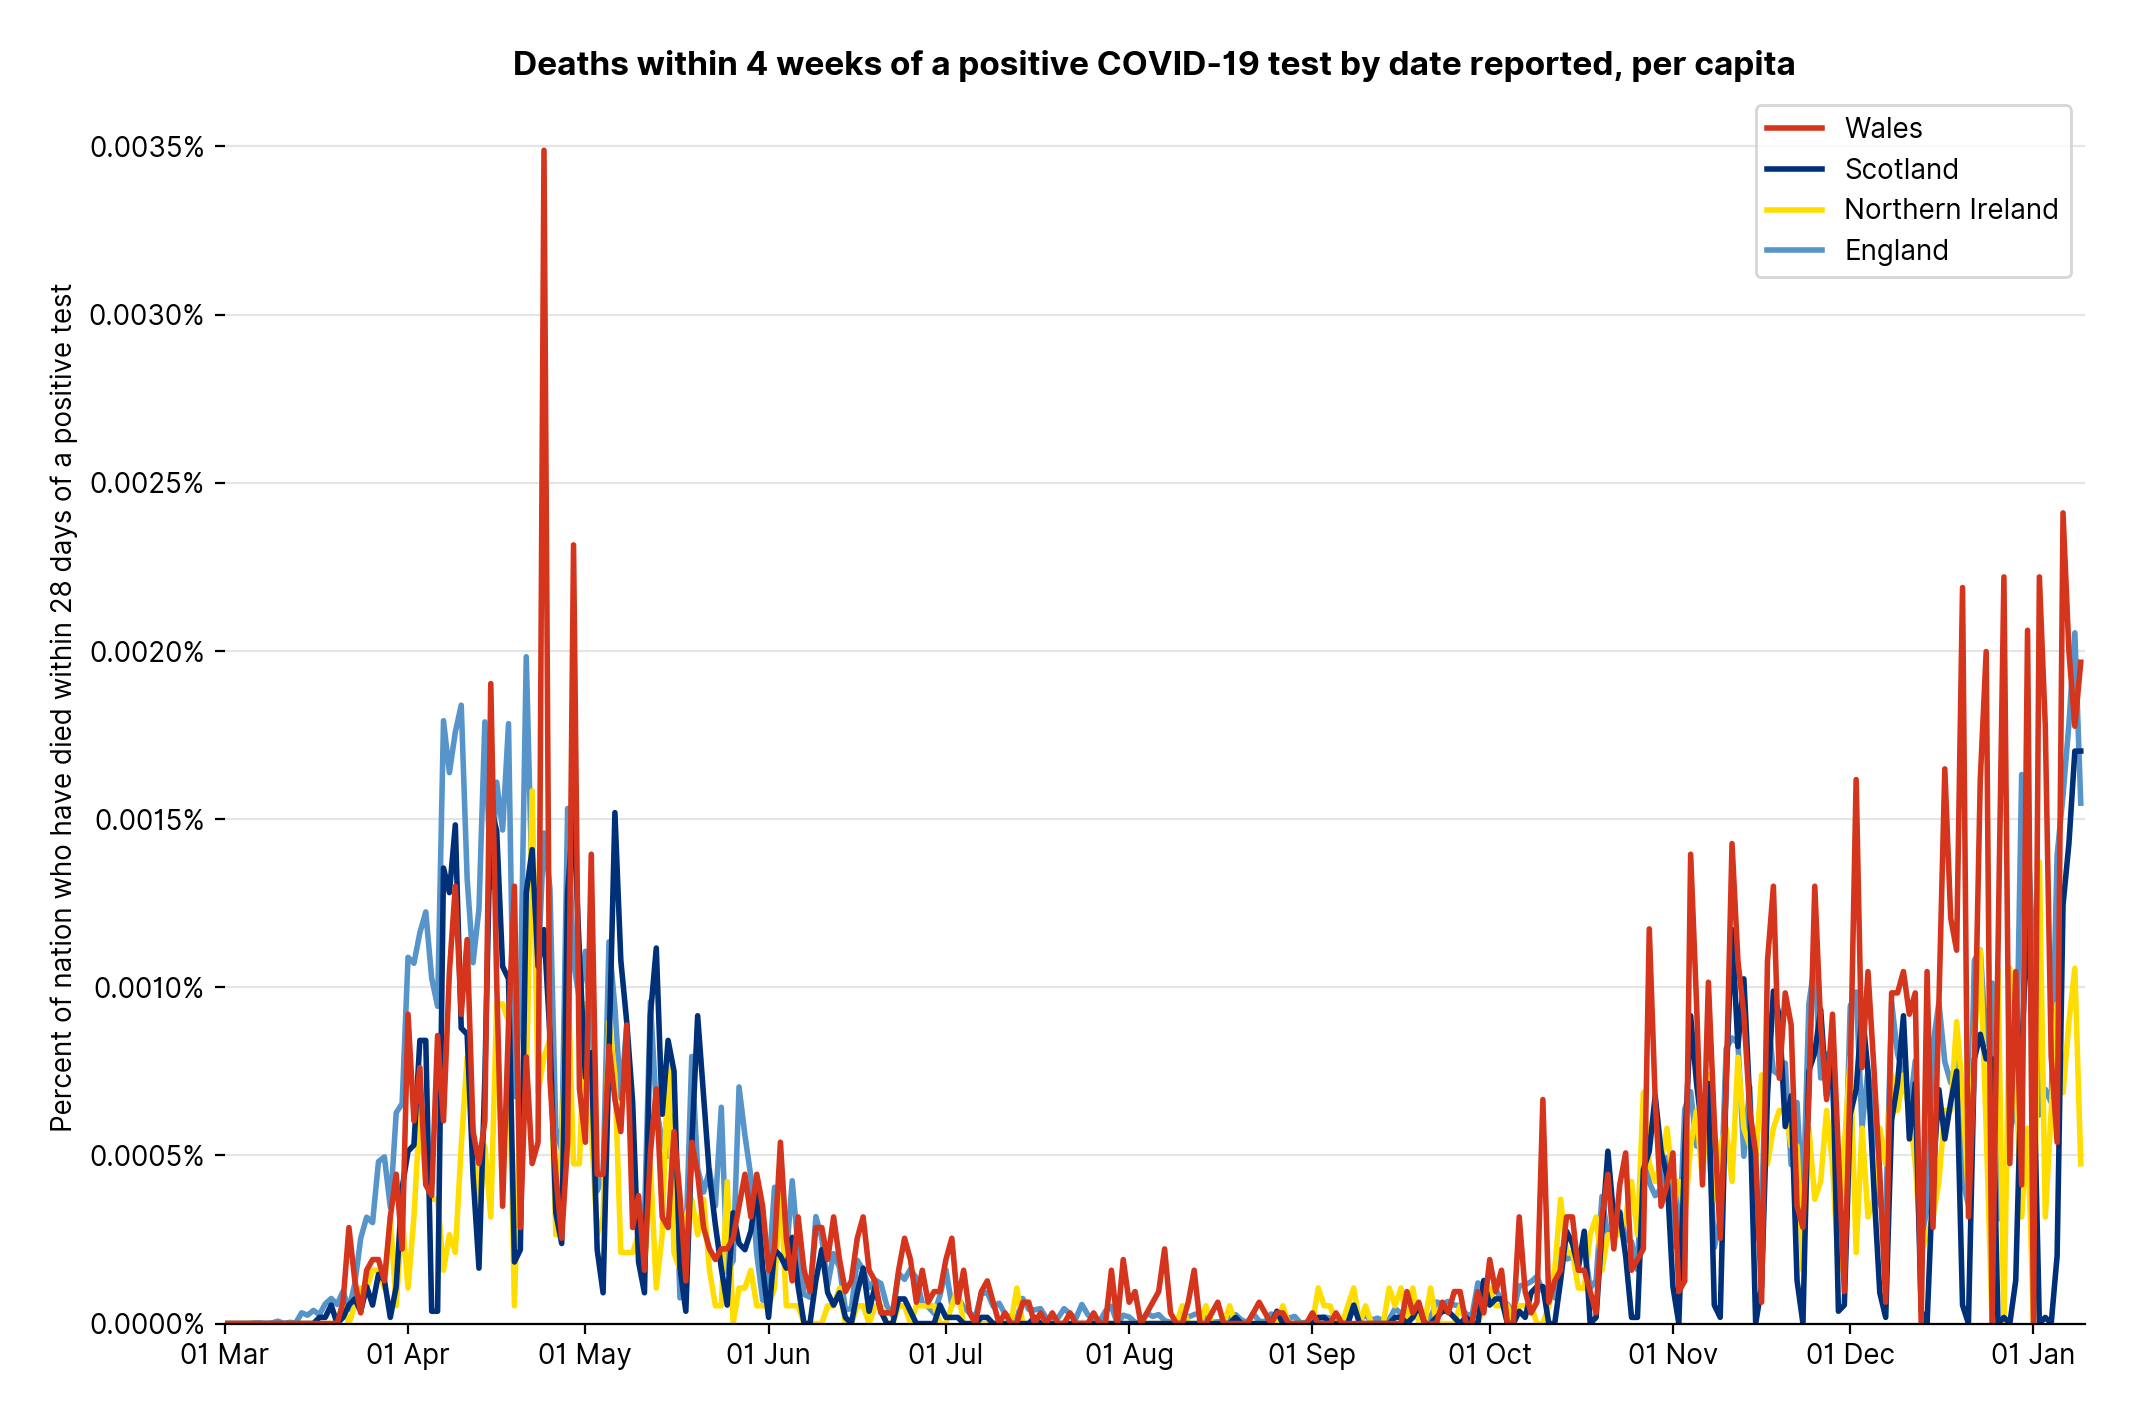 Deaths within 4 weeks of a positive COVID-19 test by date reported, per capita
Wales
Scotland
Northern Ireland
England
Percent of nation who have died within 28 days of a positive test
0.0035%
0.0030%
0.0025%
0.0020%
0.0015%
0.0010%
0.0005%
0.0000%
01 Mar
01 Apr
01 May
01 Jun
01 Jul
01 Aug
01 Sep
01 Oct
01 Nov
01 Dec
01 Jan